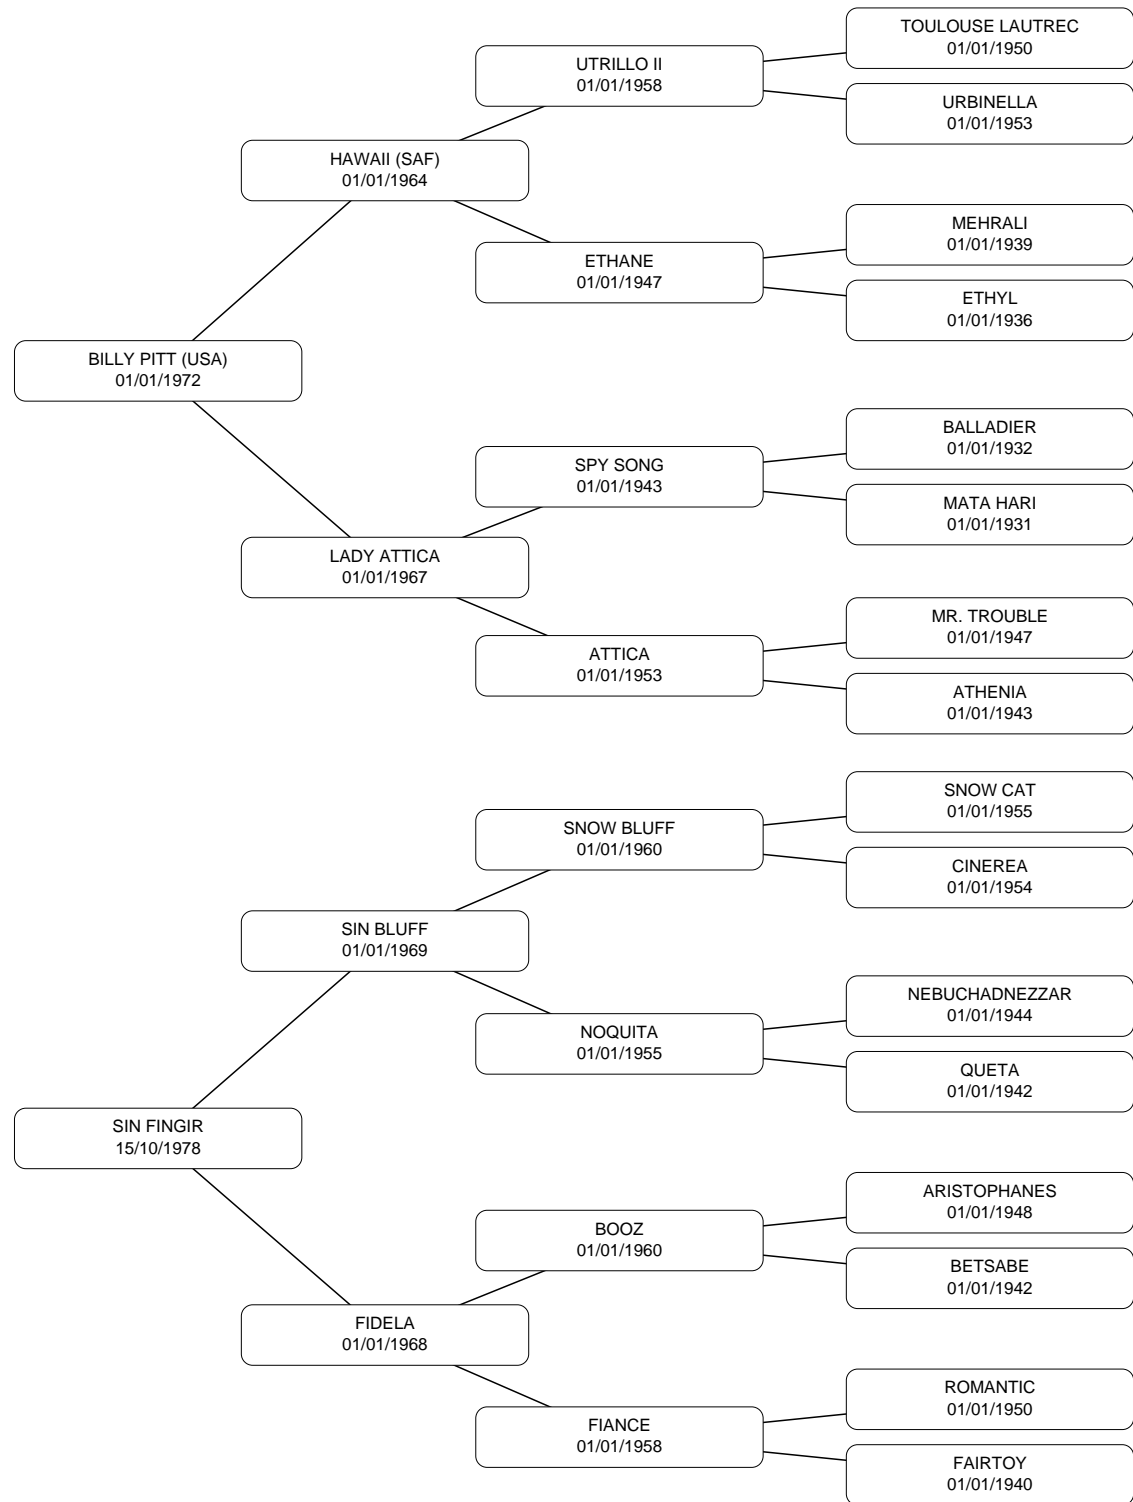 TOULOUSE LAUTREC
01/01/1950
UTRILLO II
01/01/1958
URBINELLA
01/01/1953
HAWAII (SAF)
01/01/1964
MEHRALI
01/01/1939
ETHANE
01/01/1947
ETHYL
01/01/1936
BILLY PITT (USA)
01/01/1972
BALLADIER
01/01/1932
SPY SONG
01/01/1943
MATA HARI
01/01/1931
LADY ATTICA
01/01/1967
MR. TROUBLE
01/01/1947
ATTICA
01/01/1953
ATHENIA
01/01/1943
SNOW CAT
01/01/1955
SNOW BLUFF
01/01/1960
CINEREA
01/01/1954
SIN BLUFF
01/01/1969
NEBUCHADNEZZAR
01/01/1944
NOQUITA
01/01/1955
QUETA
01/01/1942
SIN FINGIR
15/10/1978
ARISTOPHANES
01/01/1948
BOOZ
01/01/1960
BETSABE
01/01/1942
FIDELA
01/01/1968
ROMANTIC
01/01/1950
FIANCE
01/01/1958
FAIRTOY
01/01/1940